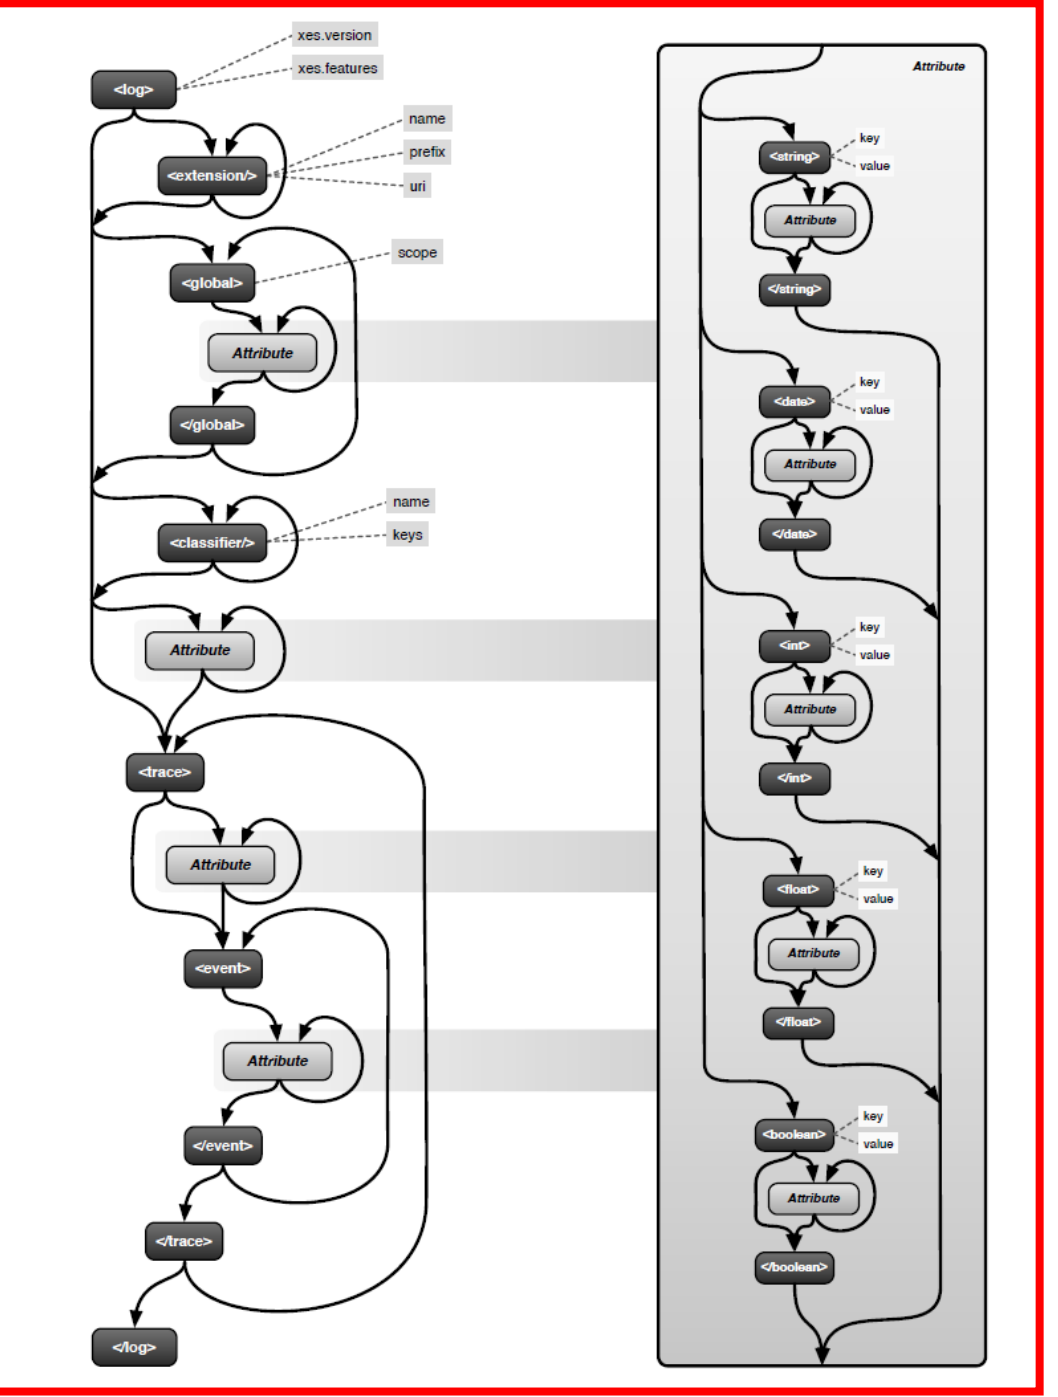 xes.version
xes.features
<log>
name
prefix
<extension/>
uri
scope
<global>
Attribute
</global>
name
keys
<classifier/>
Attribute
<trace>
Attribute
<event>
Attribute
</event>
</trace>
</log>
Attribute
key
<string>
value
Attribute
</string>
key
<date>
value
Attribute
</date>
key
<int>
value
Attribute
</int>
key
<float>
value
Attribute
</float>
key
<boolean>
value
Attribute
</boolean>